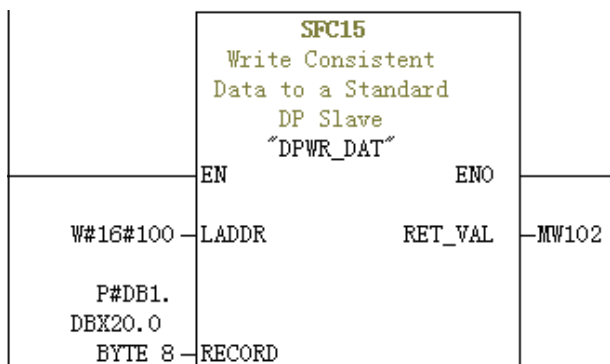 SFC15
Write Consistent
Data to a Standard
DP Slave
"DPWR_DAT"
EN ENO
W#16#100 LADDR RET_VAL MW102
P#DB1.
DBX20.0
BYTE 8 RECORD